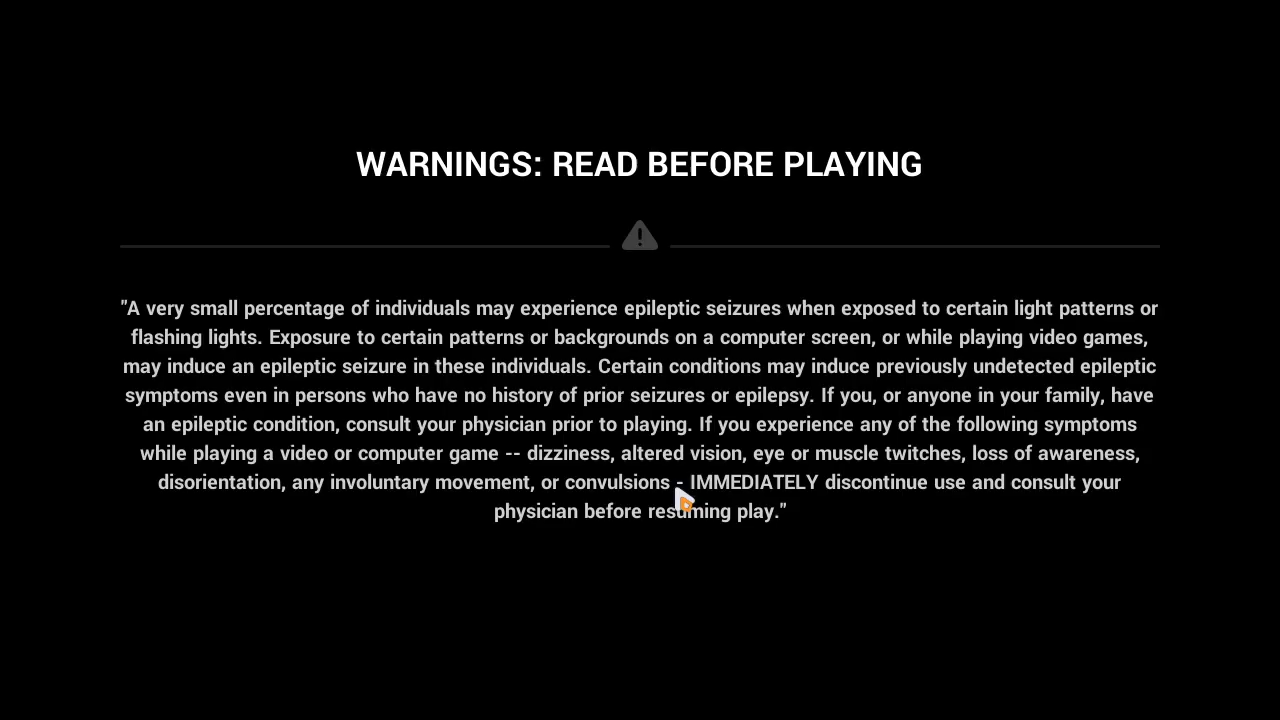 WARNINGS: READ BEFORE PLAYING
"A very small percentage of individuals may experience epileptic seizures when exposed to certain light patterns or
flashing lights. Exposure to certain patterns or backgrounds on a computer screen, or while playing video games,
may induce an epileptic seizure in these individuals. Certain conditions may induce previously undetected epileptic
symptoms even in persons who have no history of prior seizures or epilepsy. If you, or anyone in your family, have
an epileptic condition, consult your physician prior to playing. If you experience any of the following symptoms
while playing a video or computer game -- dizziness, altered vision, eye or muscle twitches, loss of awareness,
disorientation, any involuntary movement, or convulsions - IMMEDIATELY discontinue use and consult your
physician before resuming play."